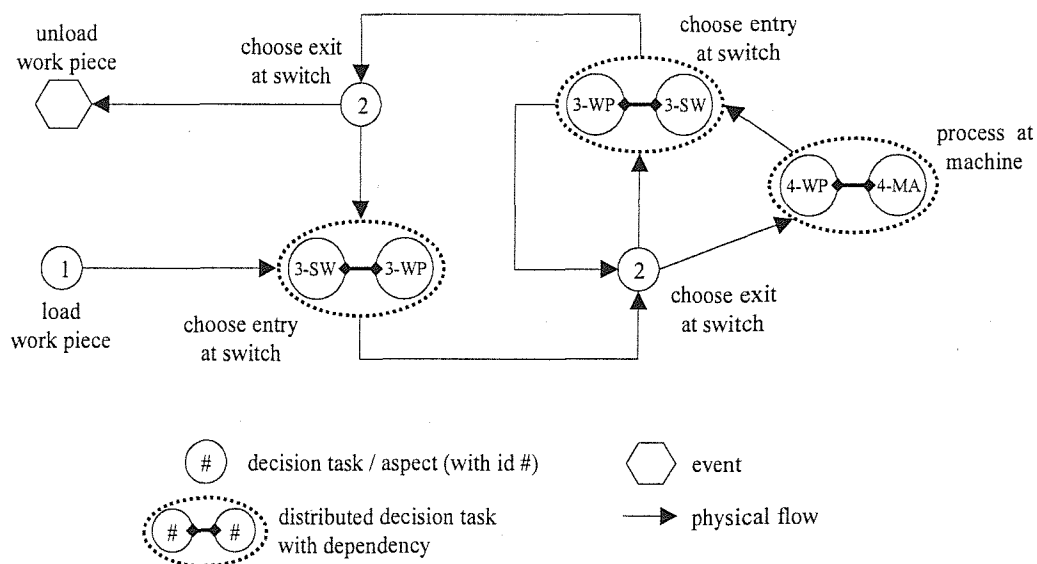 unload
work piece
choose exit
at switch
2
choose entry
at switch
3-WP
3-SW
process at
machine
4-WP
4-MA
1
load
work piece
3-SW
3-WP
choose entry
at switch
2
choose exit
at switch
# decision task / aspect (with id #)
event
# # distributed decision task
with dependency
physical flow